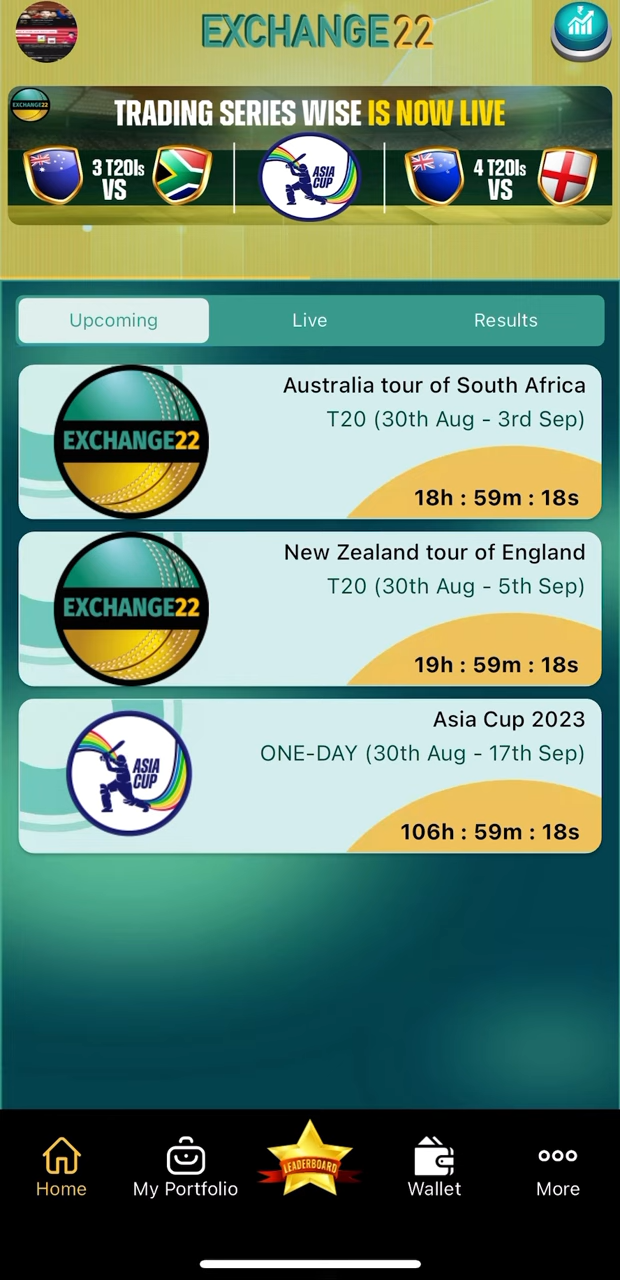 EXCHANGE22
EXCHANGE22
TRADING SERIES WISE IS NOW LIVE
3 T20Is
VS
ASIA
CUP
4 T20Is
VS
Upcoming
Live
Results
EXCHANGE22
Australia tour of South Africa
T20 (30th Aug - 3rd Sep)
18h : 59m : 18s
EXCHANGE22
New Zealand tour of England
T20 (30th Aug - 5th Sep)
19h : 59m : 18s
ASIA
CUP
Asia Cup 2023
ONE-DAY (30th Aug - 17th Sep)
106h : 59m : 18s
Home
My Portfolio
LEADERBOARD
Wallet
More